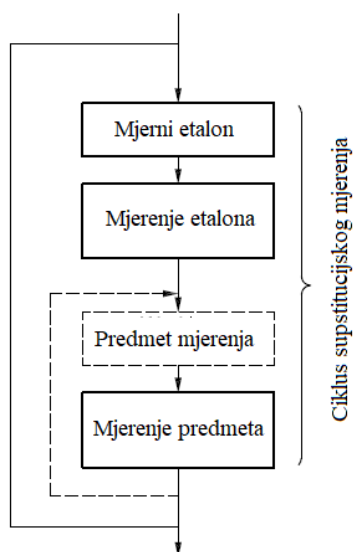 Mjerni etalon
Mjerenje etalona
Predmet mjerenja
Mjerenje predmeta
Ciklus supstitucijskog mjerenja